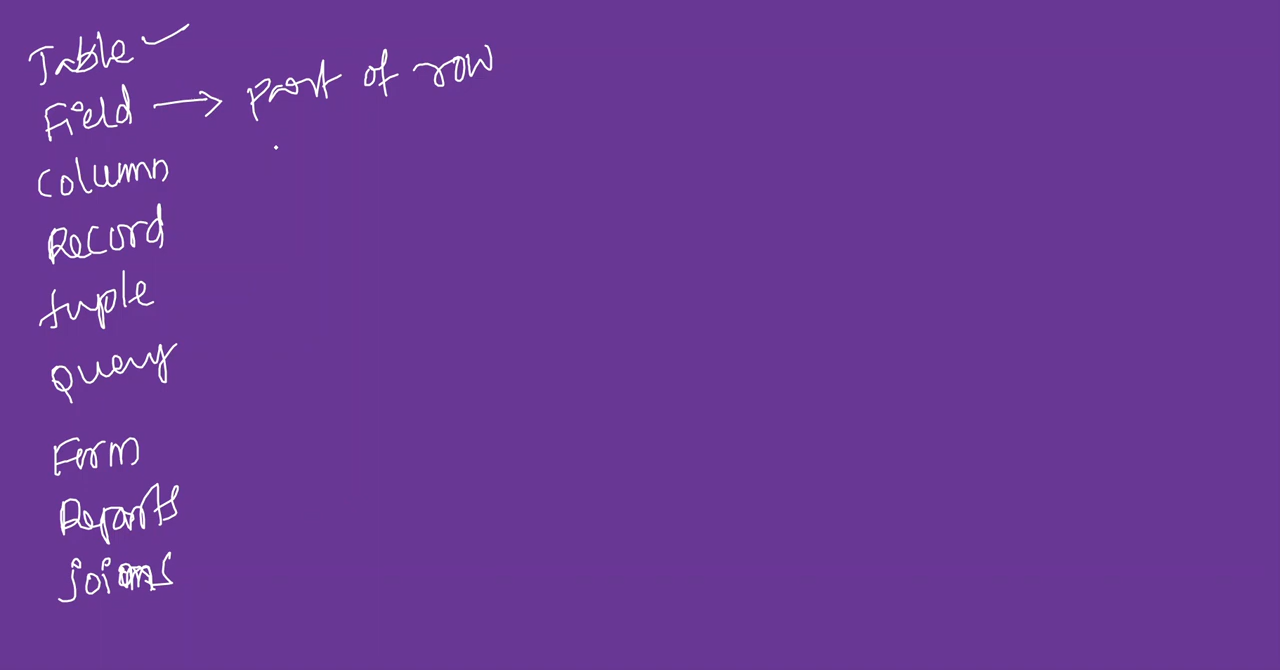 Table
Field → part of row
Column
Record
tuple
query
Form
Reports
joins